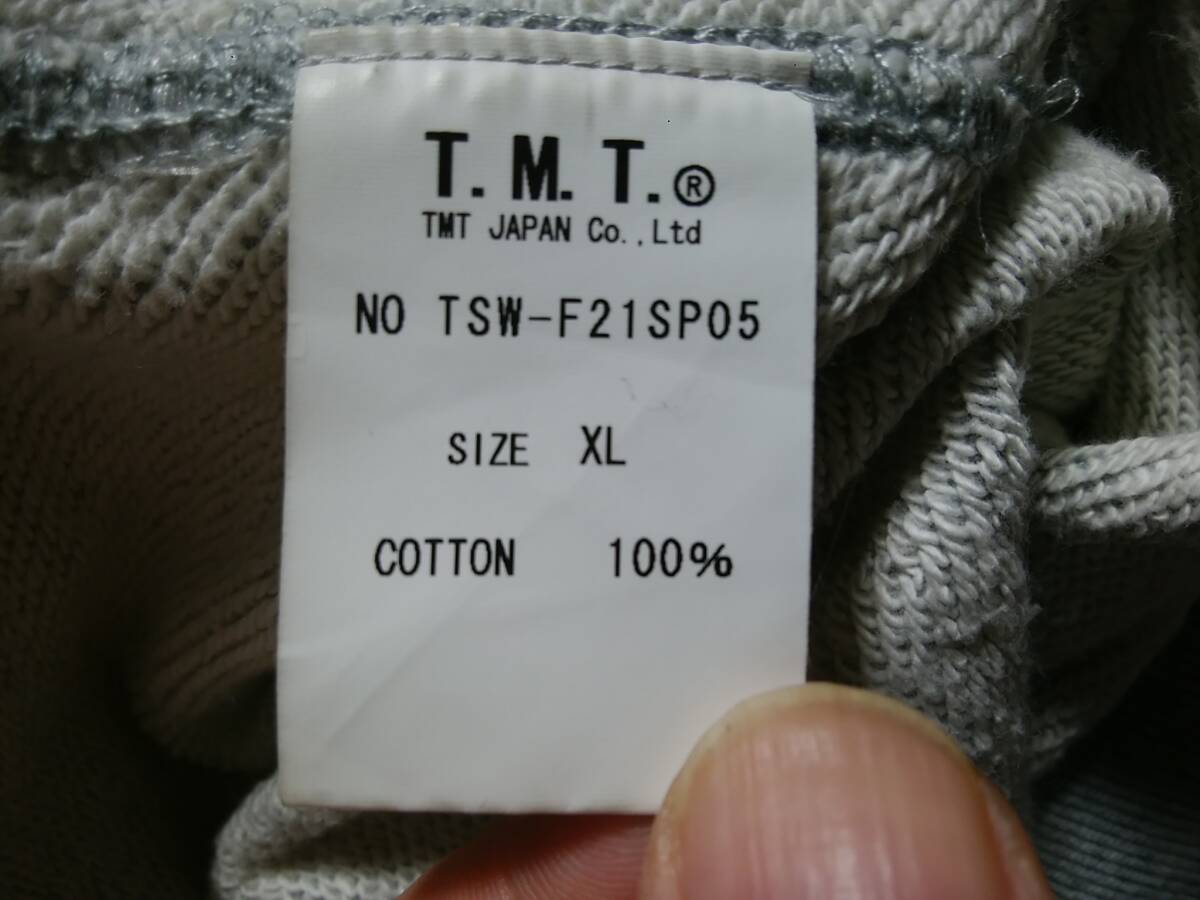 T.M.T.®
TMT JAPAN Co.,Ltd
NO TSW-F21SP05
SIZE XL
COTTON 100%